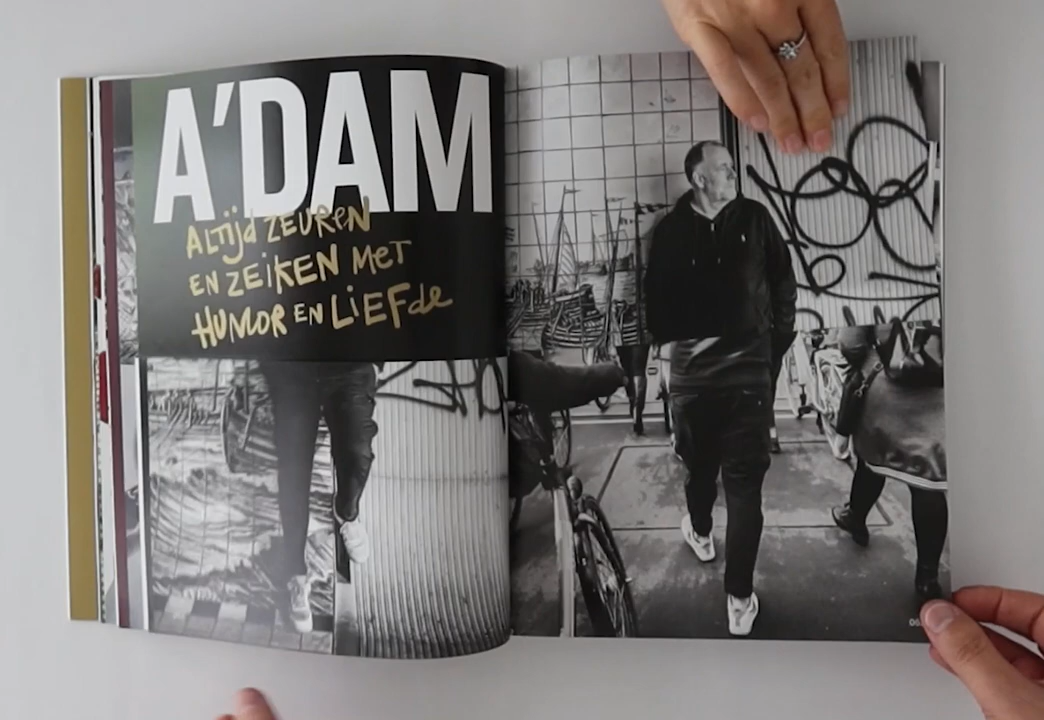 A'DAM
ALTijd ZEUREN
EN ZEiKEN MET
HUMOR EN LiEFde